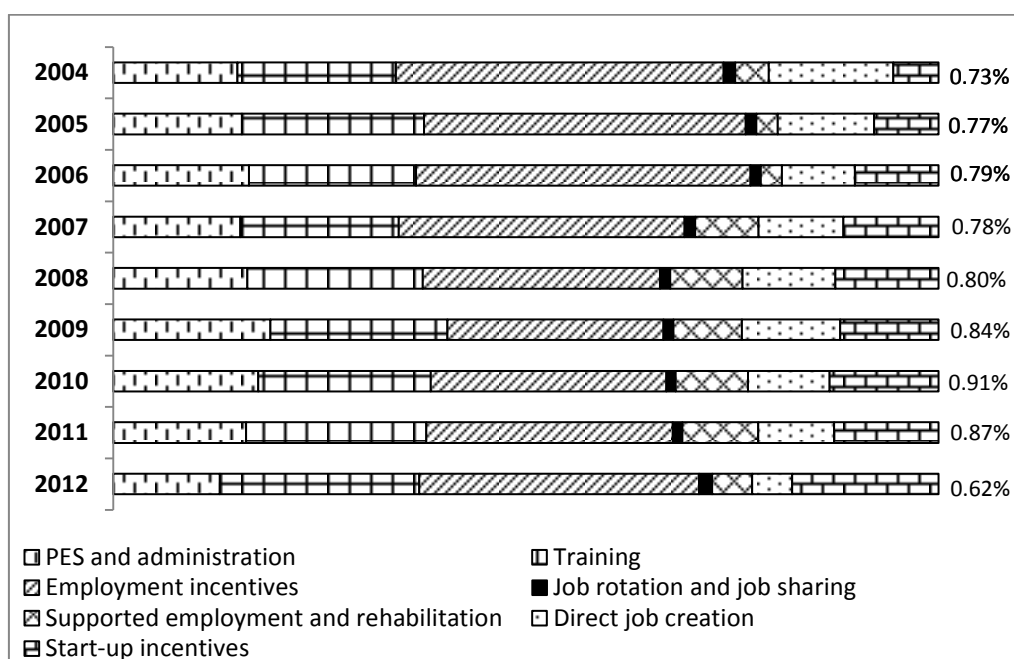 2004 0.73%
2005 0.77%
2006 0.79%
2007 0.78%
2008 0.80%
2009 0.84%
2010 0.91%
2011 0.87%
2012 0.62%
PES and administration Training
Employment incentives Job rotation and job sharing
Supported employment and rehabilitation Direct job creation
Start-up incentives